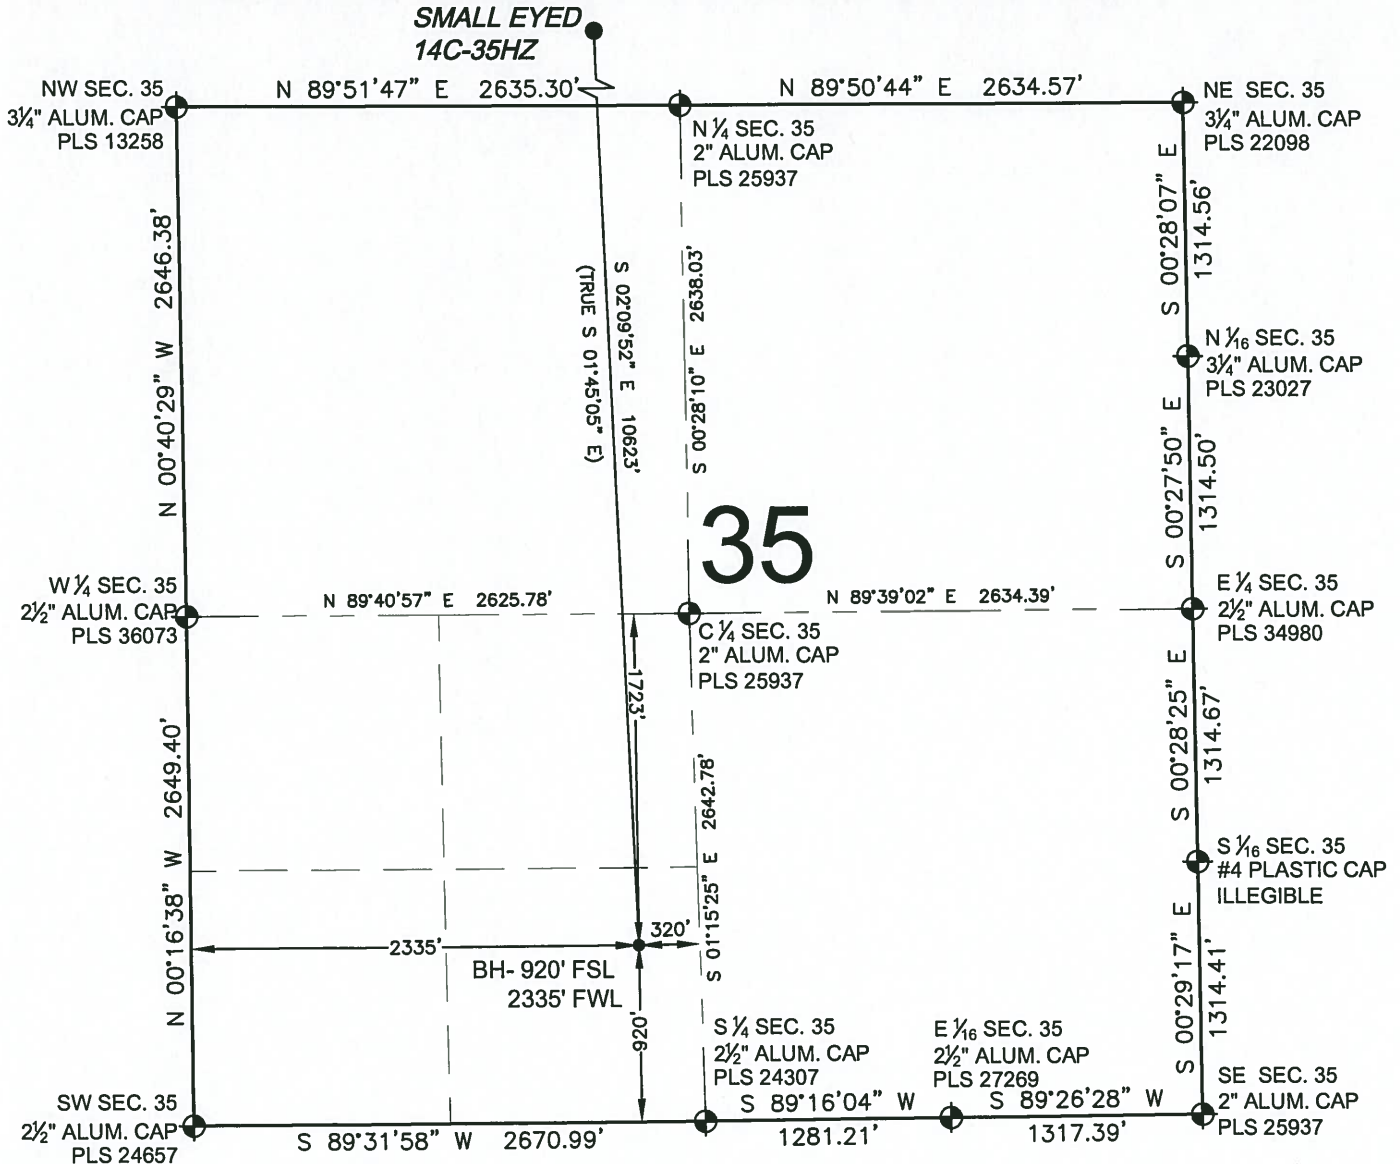 SMALL EYED
14C-35HZ
NW SEC. 35
3¼" ALUM. CAP
PLS 13258
N 89°51'47" E 2635.30'
N 89°50'44" E 2634.57'
NE SEC. 35
3¼" ALUM. CAP
PLS 22098
N ¼ SEC. 35
2" ALUM. CAP
PLS 25937
N 00°40'29" W 2646.38'
S 02°09'52" E 10623'
(TRUE S 01°45'05" E)
S 00°28'10" E 2638.03'
S 00°28'07" E
1314.56'
N 1⁄16 SEC. 35
3¼" ALUM. CAP
PLS 23027
S 00°27'50" E
1314.50'
35
W ¼ SEC. 35
2½" ALUM. CAP
PLS 36073
N 89°40'57" E 2625.78'
N 89°39'02" E 2634.39'
E ¼ SEC. 35
2½" ALUM. CAP
PLS 34980
C ¼ SEC. 35
2" ALUM. CAP
PLS 25937
1723'
N 00°16'38" W 2649.40'
S 01°15'25" E 2642.78'
S 00°28'25" E
1314.67'
S 1⁄16 SEC. 35
#4 PLASTIC CAP
ILLEGIBLE
2335'
320'
BH- 920' FSL
2335' FWL
920'
S 00°29'17" E
1314.41'
S ¼ SEC. 35
2½" ALUM. CAP
PLS 24307
E 1⁄16 SEC. 35
2½" ALUM. CAP
PLS 27269
SW SEC. 35
2½" ALUM. CAP
PLS 24657
S 89°31'58" W 2670.99'
S 89°16'04" W
1281.21'
S 89°26'28" W
1317.39'
SE SEC. 35
2" ALUM. CAP
PLS 25937